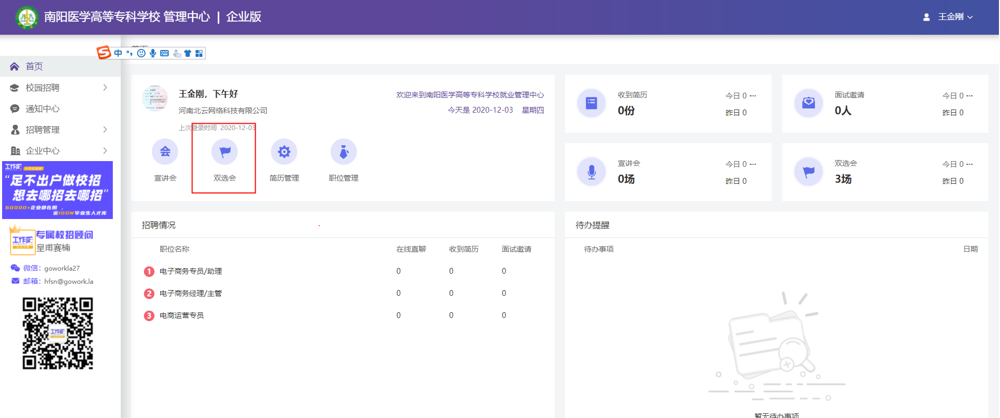 南阳医学高等专科学校 管理中心 | 企业版
王金刚
中
首页
校园招聘
通知中心
招聘管理
企业中心
工作吧
“足不出户做校招
想去哪招去哪招”
60000+企业都在用
近100W毕业生人才库
工作吧
GOWORK.LA
专属校招顾问
皇甫赛楠
微信：goworkla27
邮箱：hfsn@gowork.la
工作吧
王金刚，下午好
河南北云网络科技有限公司
上次登录时间 2020-12-03
欢迎来到南阳医学高等专科学校就业管理中心
今天是 2020-12-03 星期四
会
宣讲会
双选会
简历管理
职位管理
收到简历
0份
今日 0 ---
昨日 0
面试邀请
0人
今日 0 ---
昨日 0
宣讲会
0场
今日 0 ---
昨日 0
双选会
3场
今日 0 ---
昨日 0
招聘情况
职位名称 在线直聊 收到简历 面试邀请
1 电子商务专员/助理 0 0 0
2 电子商务经理/主管 0 0 0
3 电商运营专员 0 0 0
待办提醒
待办事项 日期
暂无待办事项